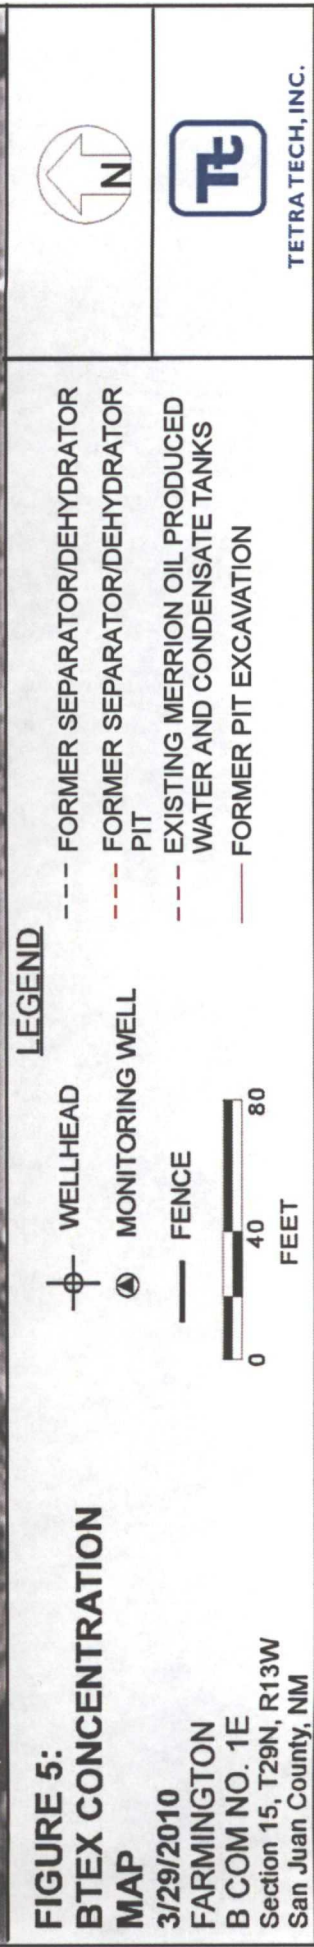 FIGURE 5:
BTEX CONCENTRATION
MAP
3/29/2010
FARMINGTON
B COM NO. 1E
Section 15, T29N, R13W
San Juan County, NM
LEGEND
WELLHEAD
MONITORING WELL
FENCE
0 40 80
FEET
FORMER SEPARATOR/DEHYDRATOR
FORMER SEPARATOR/DEHYDRATOR
PIT
EXISTING MERRION OIL PRODUCED
WATER AND CONDENSATE TANKS
FORMER PIT EXCAVATION
N
Tt
TETRA TECH, INC.